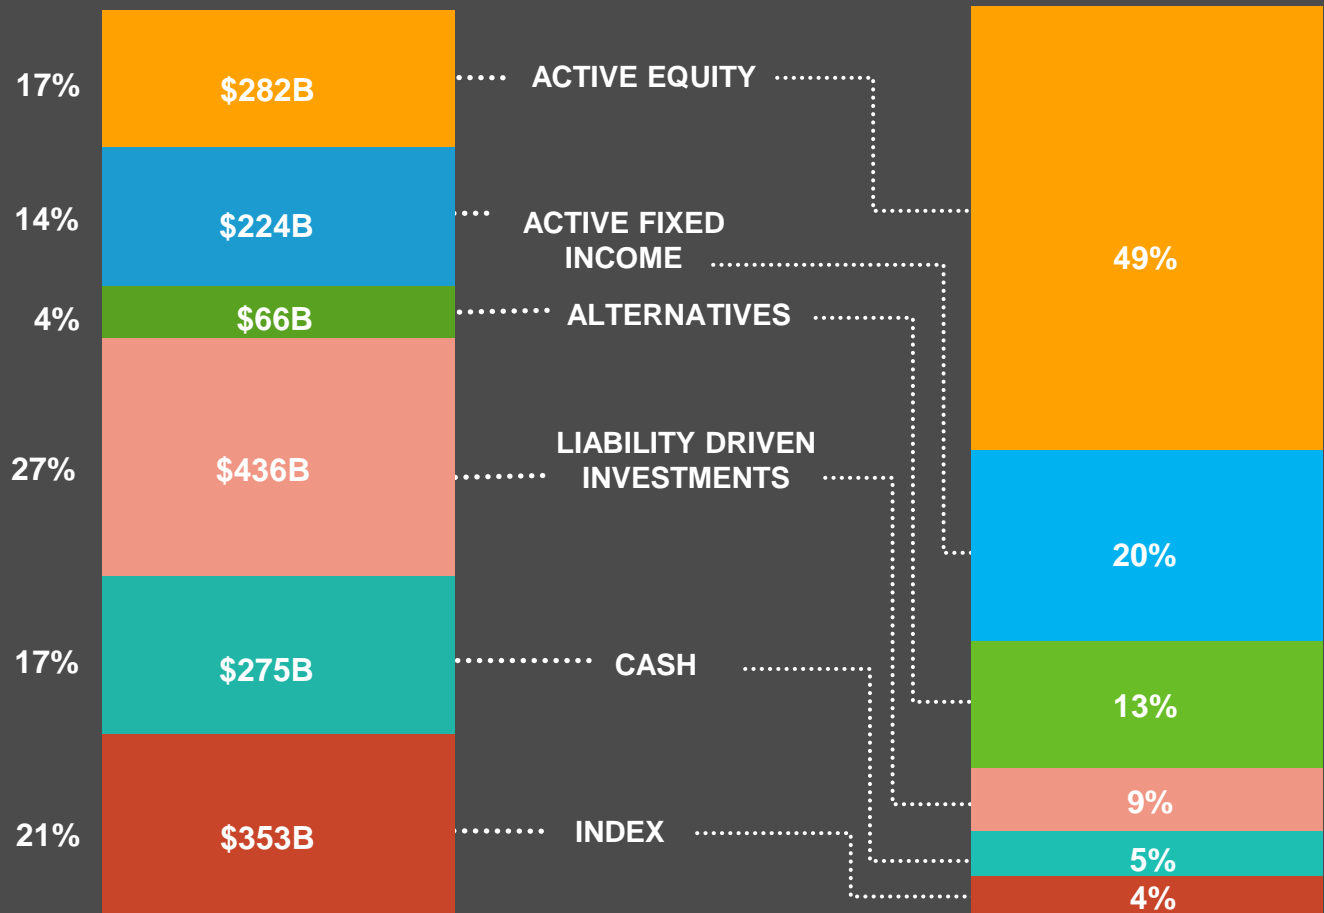 17%
$282B
ACTIVE EQUITY
14%
$224B
ACTIVE FIXED
INCOME
49%
4%
$66B
ALTERNATIVES
27%
$436B
LIABILITY DRIVEN
INVESTMENTS
20%
17%
$275B
CASH
13%
21%
$353B
INDEX
9%
5%
4%